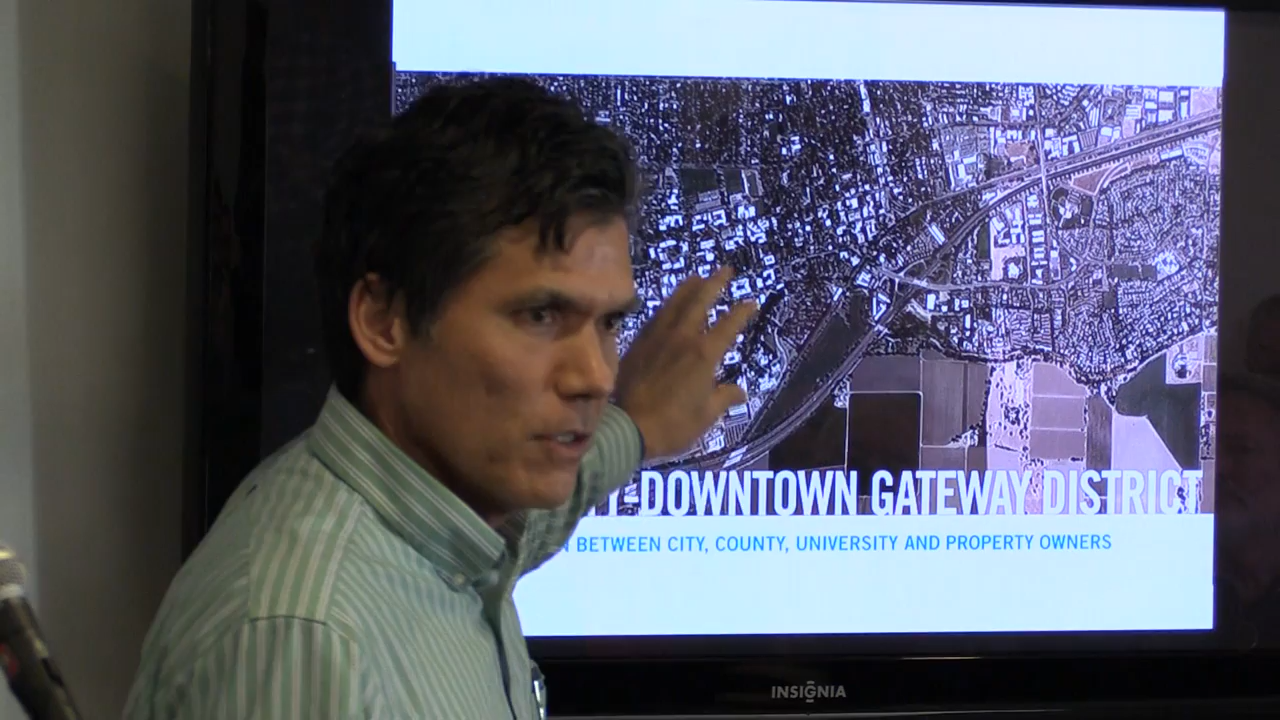 Y-DOWNTOWN GATEWAY DISTRICT
N BETWEEN CITY, COUNTY, UNIVERSITY AND PROPERTY OWNERS
INSIGNIA